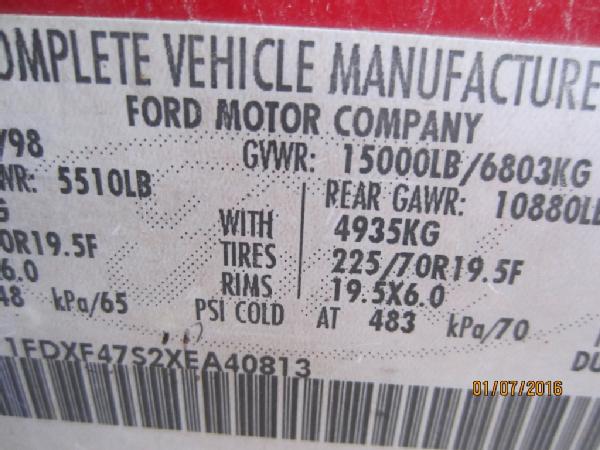 OMPLETE VEHICLE MANUFACTURE
FORD MOTOR COMPANY
/98 GVWR: 15000LB/6803KG
WR: 5510LB REAR GAWR: 10880LB
G WITH 4935KG
0R19.5F TIRES 225/70R19.5F
6.0 RIMS 19.5X6.0
48 kPa/65 PSI COLD AT 483 kPa/70
1FDXF47S2XEA40813 DU
01/07/2016